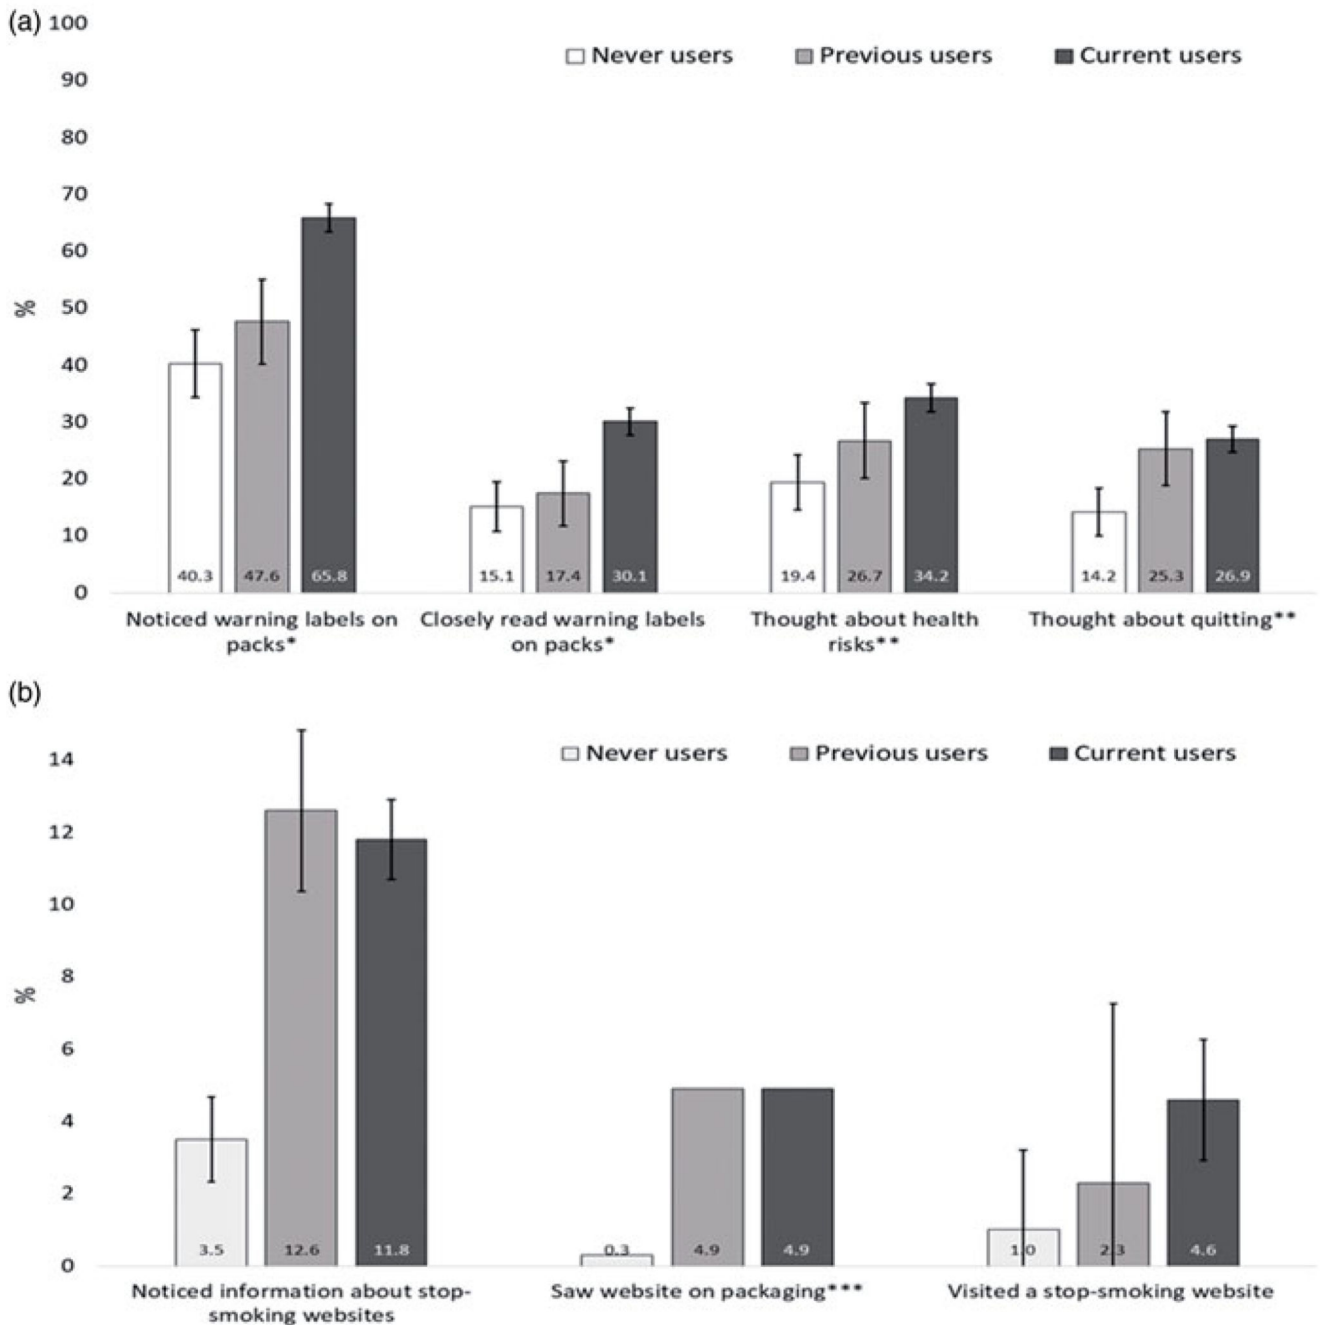 (a)
100
90
80
70
60
50
40
30
20
10
0
%
Never users Previous users Current users
40.3 47.6 65.8 15.1 17.4 30.1 19.4 26.7 34.2 14.2 25.3 26.9
Noticed warning labels on packs*
Closely read warning labels on packs*
Thought about health risks**
Thought about quitting**
(b)
14
12
10
8
6
4
2
0
%
Never users Previous users Current users
3.5 12.6 11.8 0.3 4.9 4.9 1.0 2.3 4.6
Noticed information about stop-
smoking websites
Saw website on packaging***
Visited a stop-smoking website